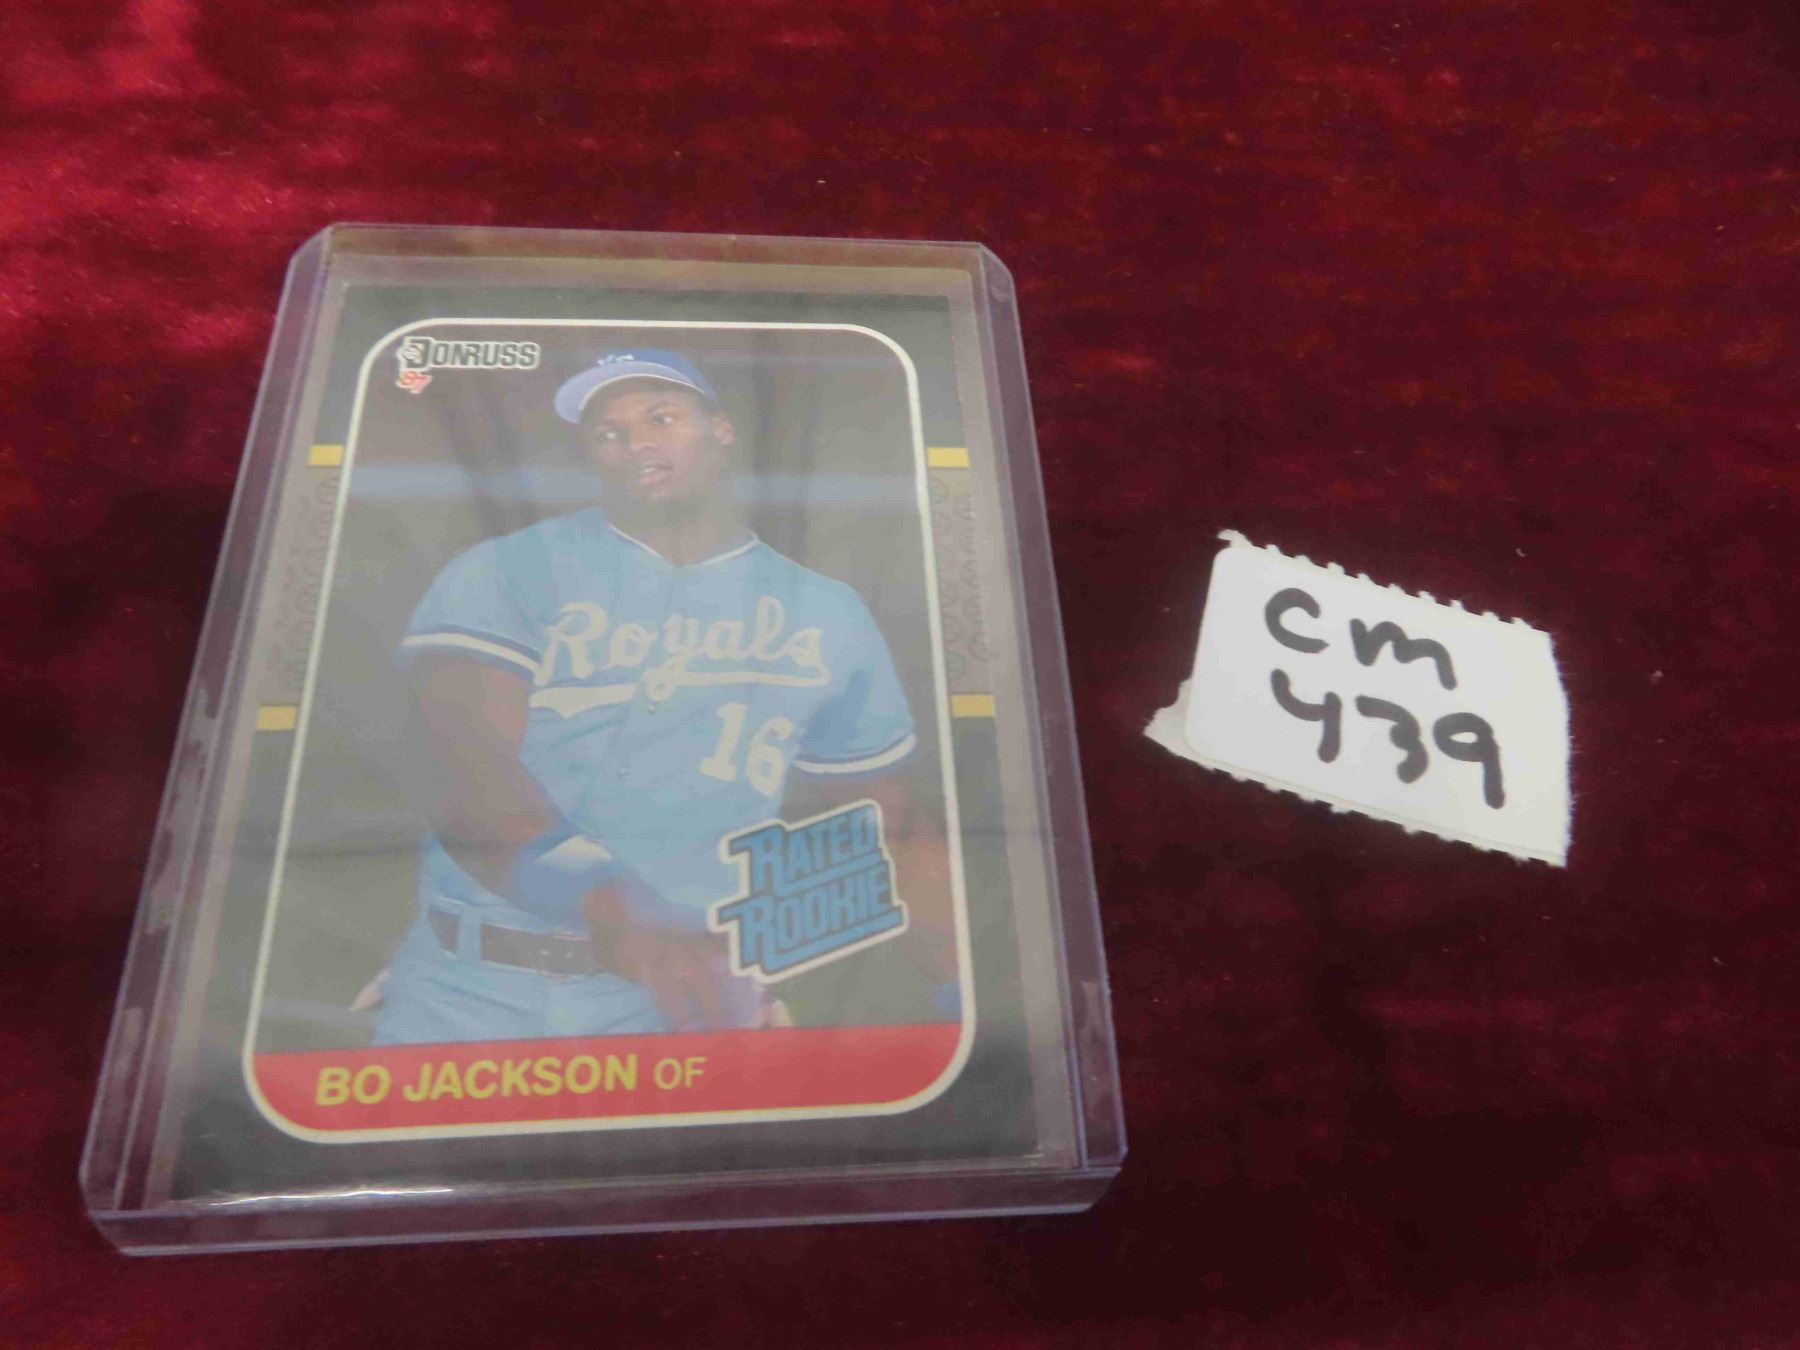 DONRUSS
'87
Royals
16
RATED
ROOKIE
BO JACKSON OF
cm
439